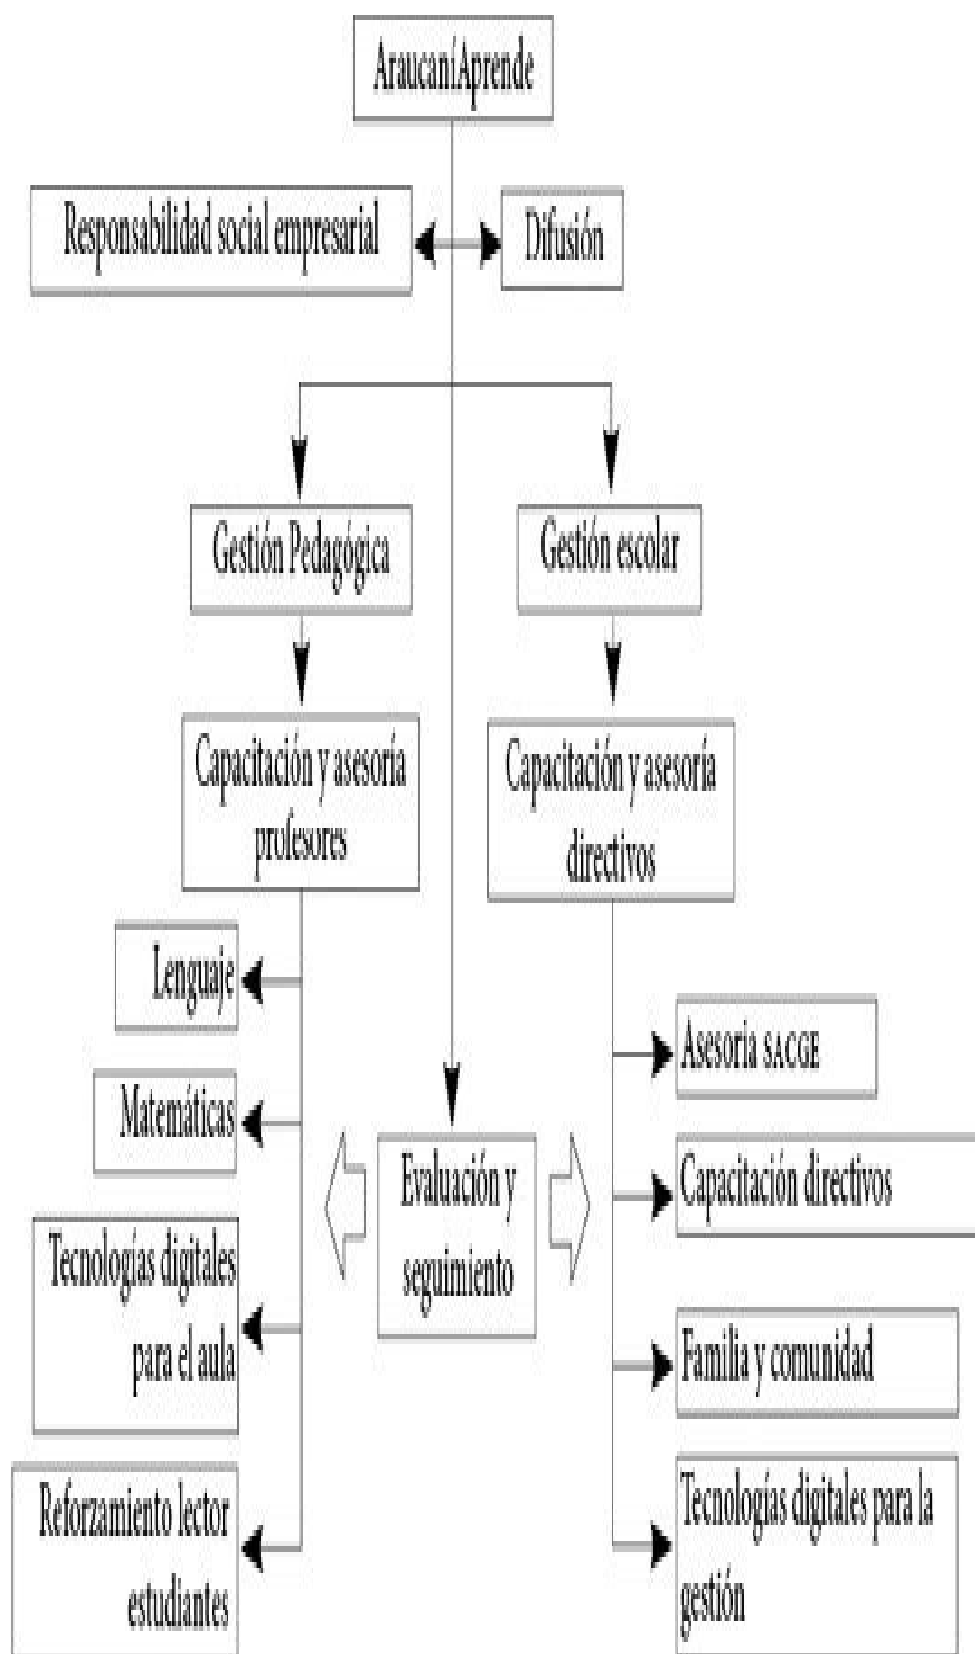 AraucaníAprende
Responsabilidad social empresarial
Difusión
Gestión Pedagógica
Gestión escolar
Capacitación y asesoría
profesores
Capacitación y asesoría
directivos
Lenguaje
Matemáticas
Tecnologías digitales
para el aula
Reforzamiento lector
estudiantes
Evaluación y
seguimiento
Asesoría SACGE
Capacitación directivos
Familia y comunidad
Tecnologías digitales para la
gestión